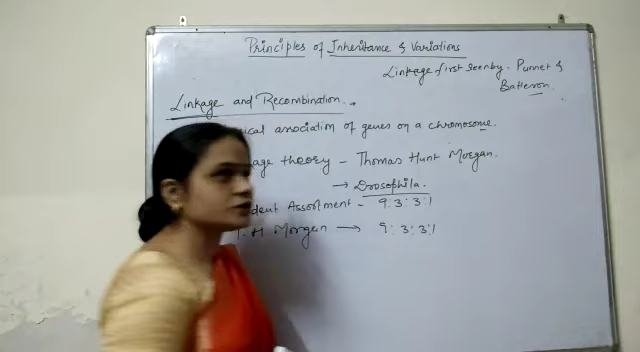 Principles of Inheritance & Variations
Linkage first seen by. Punnet &
Bateson.
Linkage and Recombination.
ical association of genes on a chromosome.
age theory - Thomas Hunt Morgan.
→ Drosophila.
dent Assortment - 9:3:3:1
T.H Morgan → 9:3:3:1